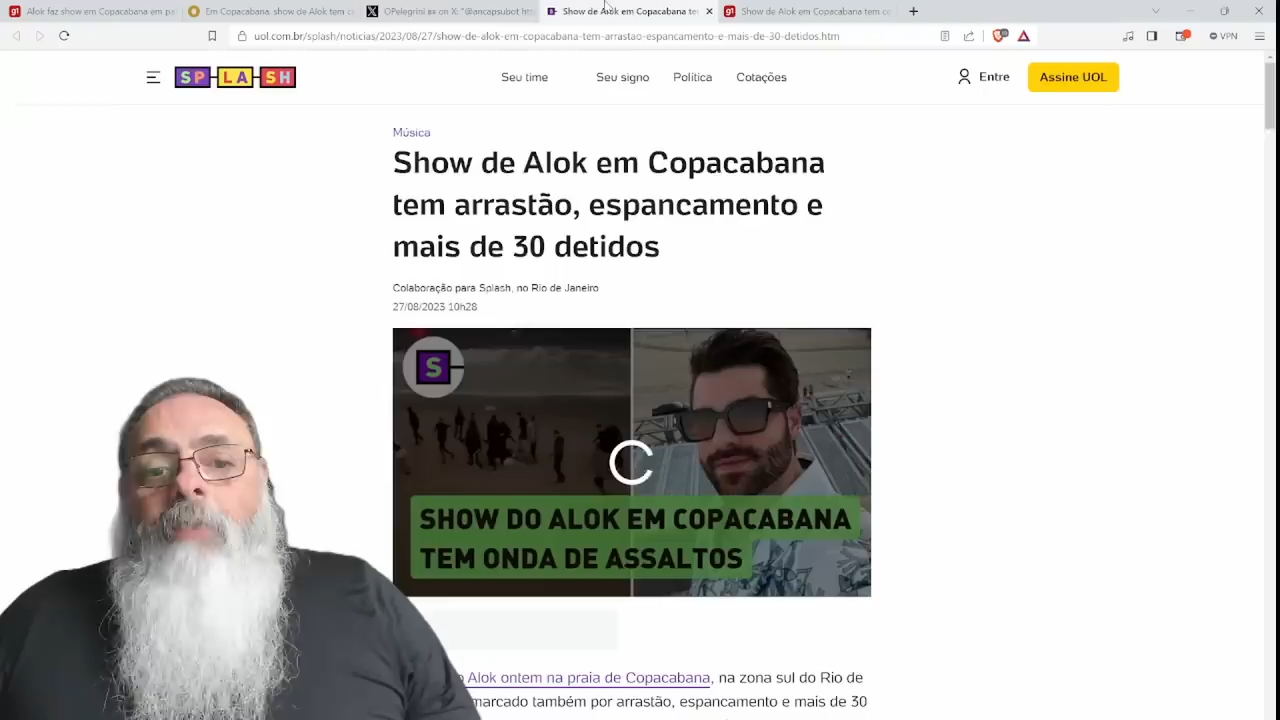 Alok faz show em Copacabana em pa
Em Copacabana, show de Alok tem c
OPelegrini on X: "@ancapsubot ht
Show de Alok em Copacabana te
Show de Alok em Copacabana tem co
uol.com.br/splash/noticias/2023/08/27/show-de-alok-em-copacabana-tem-arrastao-espancamento-e-mais-de-30-detidos.htm
VPN
SPLASH
Seu time
Seu signo
Política
Cotações
Entre
Assine UOL
Música
Show de Alok em Copacabana
tem arrastão, espancamento e
mais de 30 detidos
Colaboração para Splash, no Rio de Janeiro
27/08/2023 10h28
S
SHOW DO ALOK EM COPACABANA
TEM ONDA DE ASSALTOS
Alok ontem na praia de Copacabana, na zona sul do Rio de
marcado também por arrastão, espancamento e mais de 30